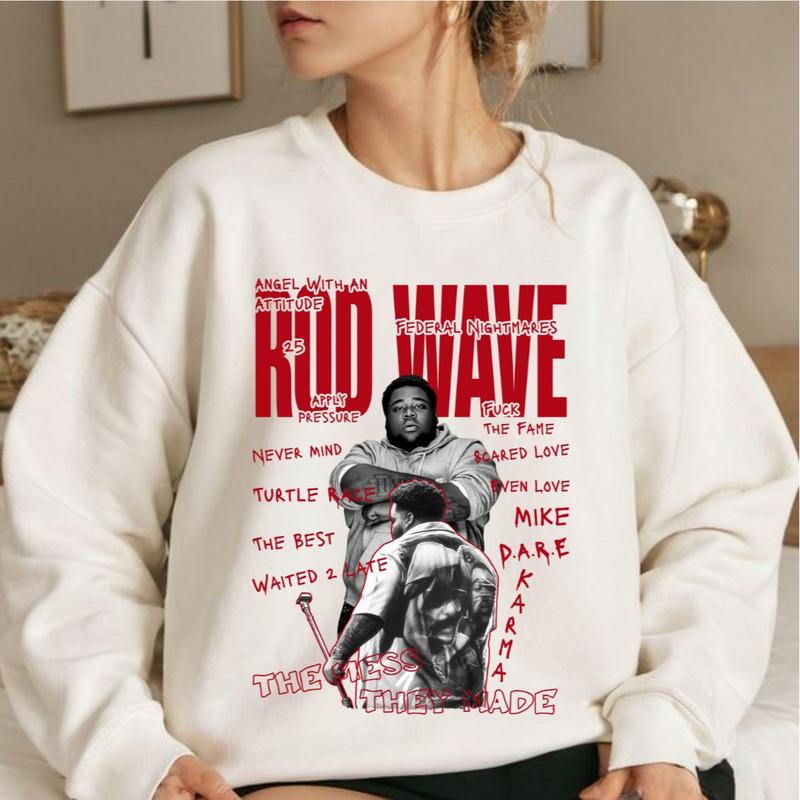 ANGEL WITH AN
ATTITUDE
ROD WAVE
FEDERAL NIGHTMARES
25
APPLY
PRESSURE
FUCK
THE FAME
NEVER MIND
SCARED LOVE
TURTLE RACE
EVEN LOVE
MIKE
THE BEST
D.A.R.E
WAITED 2 LATE
KARMA
THE MESS
THEY MADE